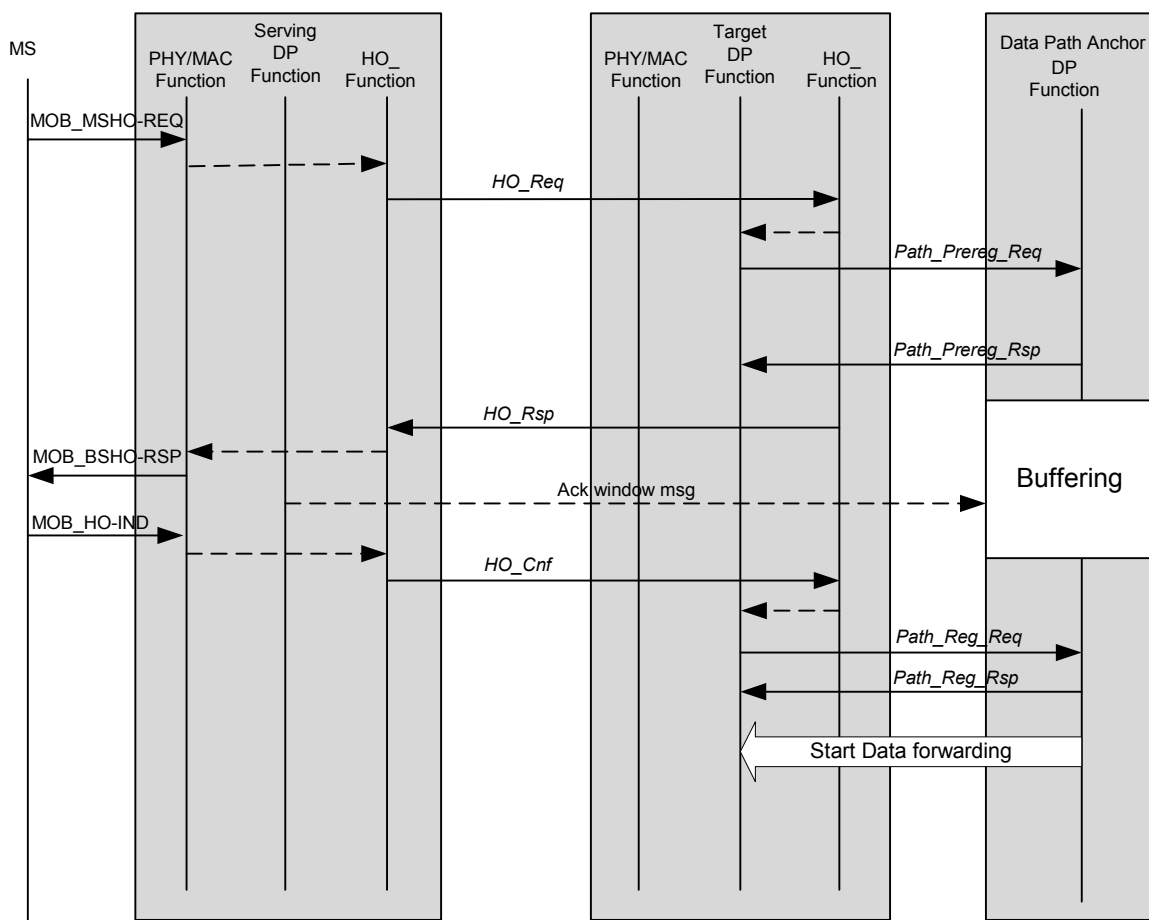 MS
PHY/MAC
Function
Serving
DP
Function
HO_
Function
PHY/MAC
Function
Target
DP
Function
HO_
Function
Data Path Anchor
DP
Function
MOB_MSHO-REQ
HO_Req
Path_Prereg_Req
Path_Prereg_Rsp
HO_Rsp
MOB_BSHO-RSP
Ack window msg
Buffering
MOB_HO-IND
HO_Cnf
Path_Reg_Req
Path_Reg_Rsp
Start Data forwarding